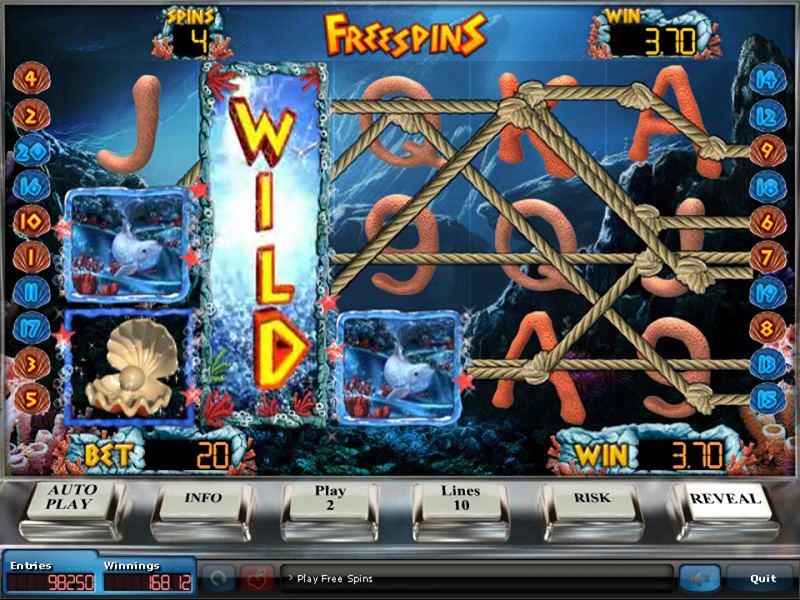 SPINS
4
FREESPINS
WIN
3.70
4
2
20
16
10
1
11
17
3
5
J
WILD
Q
K
A
9
Q
J
A
9
14
12
9
18
6
7
19
8
13
15
BET
20
WIN
3.70
AUTO
PLAY
INFO
Play
2
Lines
10
RISK
REVEAL
Entries
98250
Winnings
168.12
> Play Free Spins
Quit